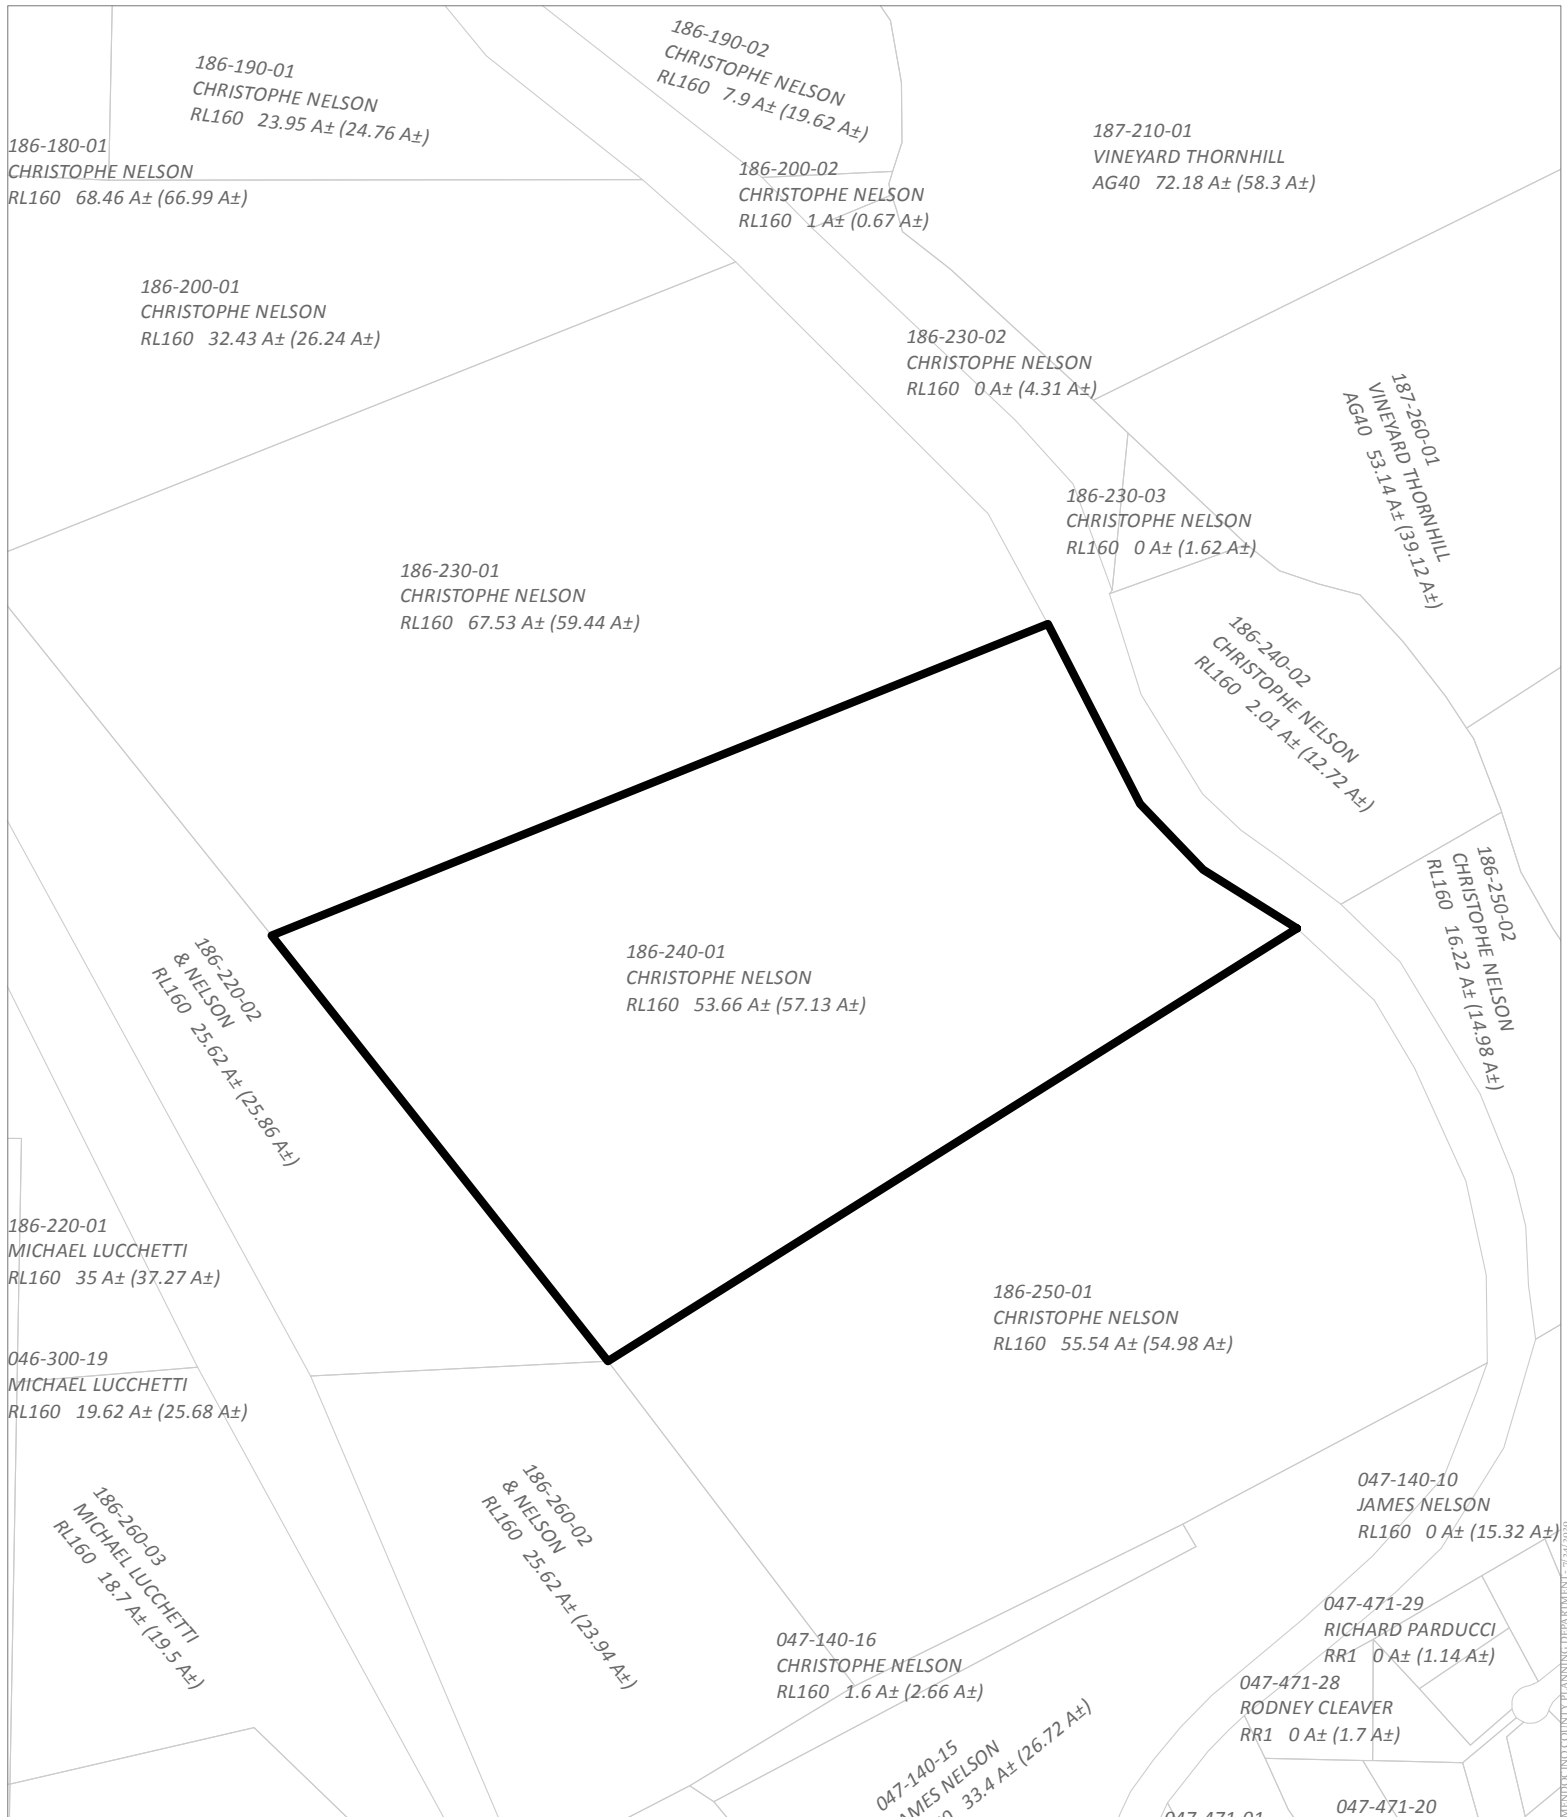 186-190-02
CHRISTOPHE NELSON
RL160 7.9 A± (19.62 A±)
186-190-01
CHRISTOPHE NELSON
RL160 23.95 A± (24.76 A±)
187-210-01
VINEYARD THORNHILL
AG40 72.18 A± (58.3 A±)
186-180-01
CHRISTOPHE NELSON
RL160 68.46 A± (66.99 A±)
186-200-02
CHRISTOPHE NELSON
RL160 1 A± (0.67 A±)
186-200-01
CHRISTOPHE NELSON
RL160 32.43 A± (26.24 A±)
186-230-02
CHRISTOPHE NELSON
RL160 0 A± (4.31 A±)
187-260-01
VINEYARD THORNHILL
AG40 53.14 A± (39.12 A±)
186-230-03
CHRISTOPHE NELSON
RL160 0 A± (1.62 A±)
186-230-01
CHRISTOPHE NELSON
RL160 67.53 A± (59.44 A±)
186-240-02
CHRISTOPHE NELSON
RL160 2.01 A± (12.72 A±)
186-250-02
CHRISTOPHE NELSON
RL160 16.22 A± (14.98 A±)
186-220-02
& NELSON
RL160 25.62 A± (25.86 A±)
186-240-01
CHRISTOPHE NELSON
RL160 53.66 A± (57.13 A±)
186-220-01
MICHAEL LUCCHETTI
RL160 35 A± (37.27 A±)
186-250-01
CHRISTOPHE NELSON
RL160 55.54 A± (54.98 A±)
046-300-19
MICHAEL LUCCHETTI
RL160 19.62 A± (25.68 A±)
186-260-03
MICHAEL LUCCHETTI
RL160 18.7 A± (19.5 A±)
186-260-02
& NELSON
RL160 25.62 A± (23.94 A±)
047-140-10
JAMES NELSON
RL160 0 A± (15.32 A±)
047-471-29
RICHARD PARDUCCI
RR1 0 A± (1.14 A±)
047-140-16
CHRISTOPHE NELSON
RL160 1.6 A± (2.66 A±)
047-471-28
RODNEY CLEAVER
RR1 0 A± (1.7 A±)
047-140-15
AMES NELSON
0 33.4 A± (26.72 A±)
047-471-01
047-471-20